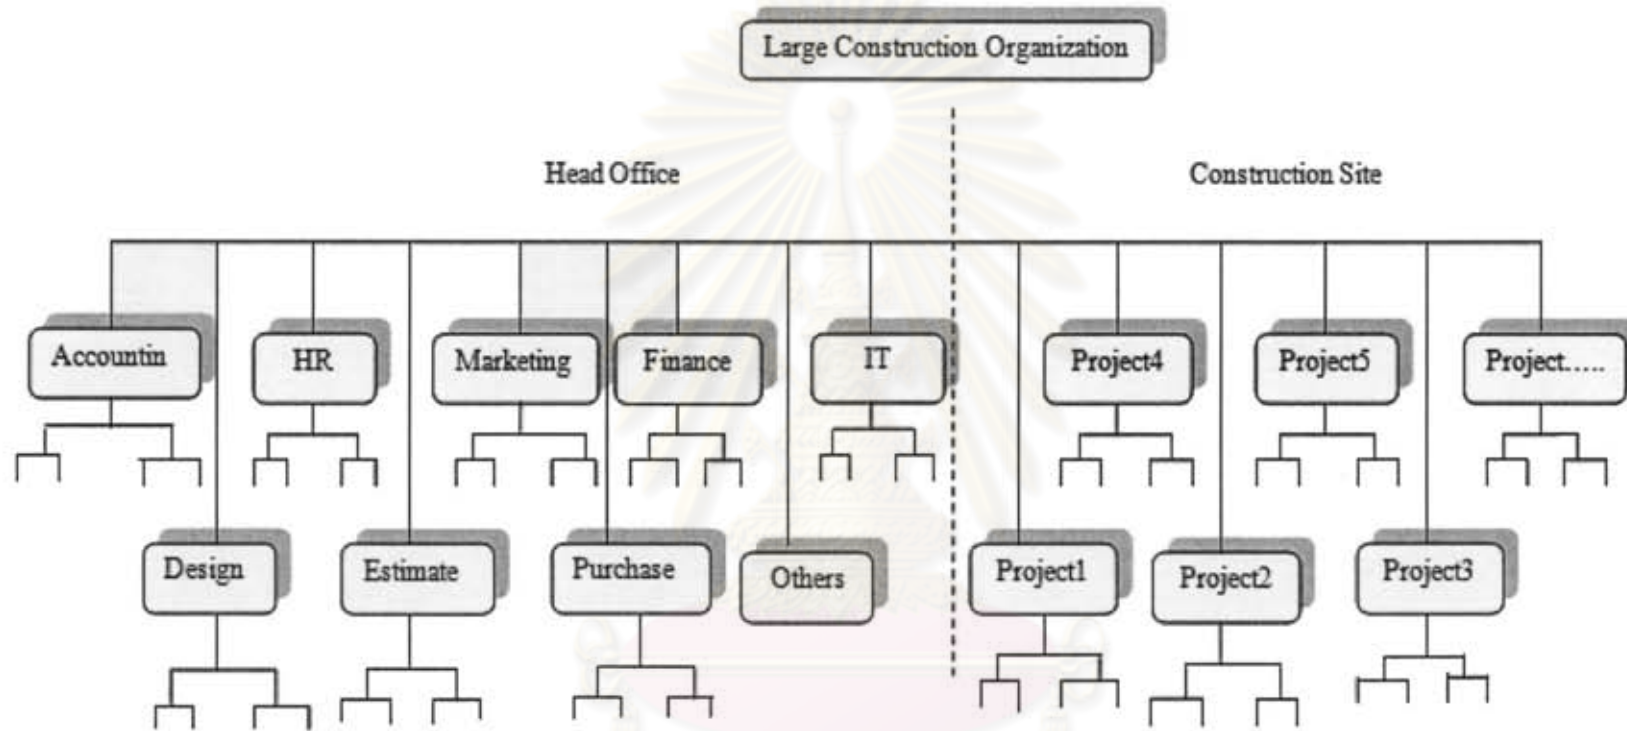 Large Construction Organization
Head Office
Construction Site
Accountin
HR
Marketing
Finance
IT
Project4
Project5
Project.....
Design
Estimate
Purchase
Others
Project1
Project2
Project3